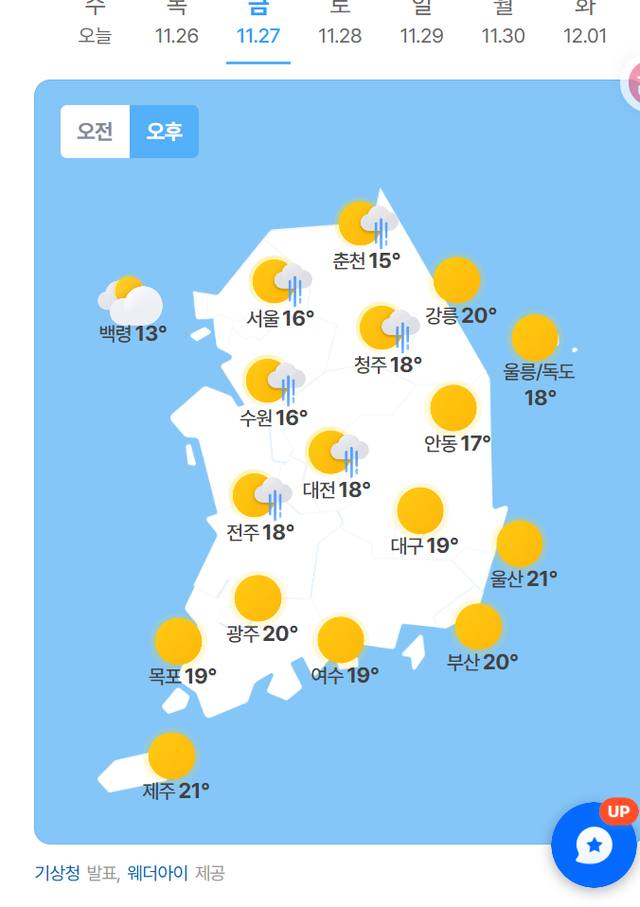 수 목 금 토 일 월 화
오늘 11.26 11.27 11.28 11.29 11.30 12.01
오전 오후
춘천 15°
백령 13°
서울 16°
강릉 20°
청주 18°
울릉/독도
18°
수원 16°
안동 17°
대전 18°
전주 18°
대구 19°
울산 21°
광주 20°
목포 19°
여수 19°
부산 20°
제주 21°
UP
기상청 발표, 웨더아이 제공